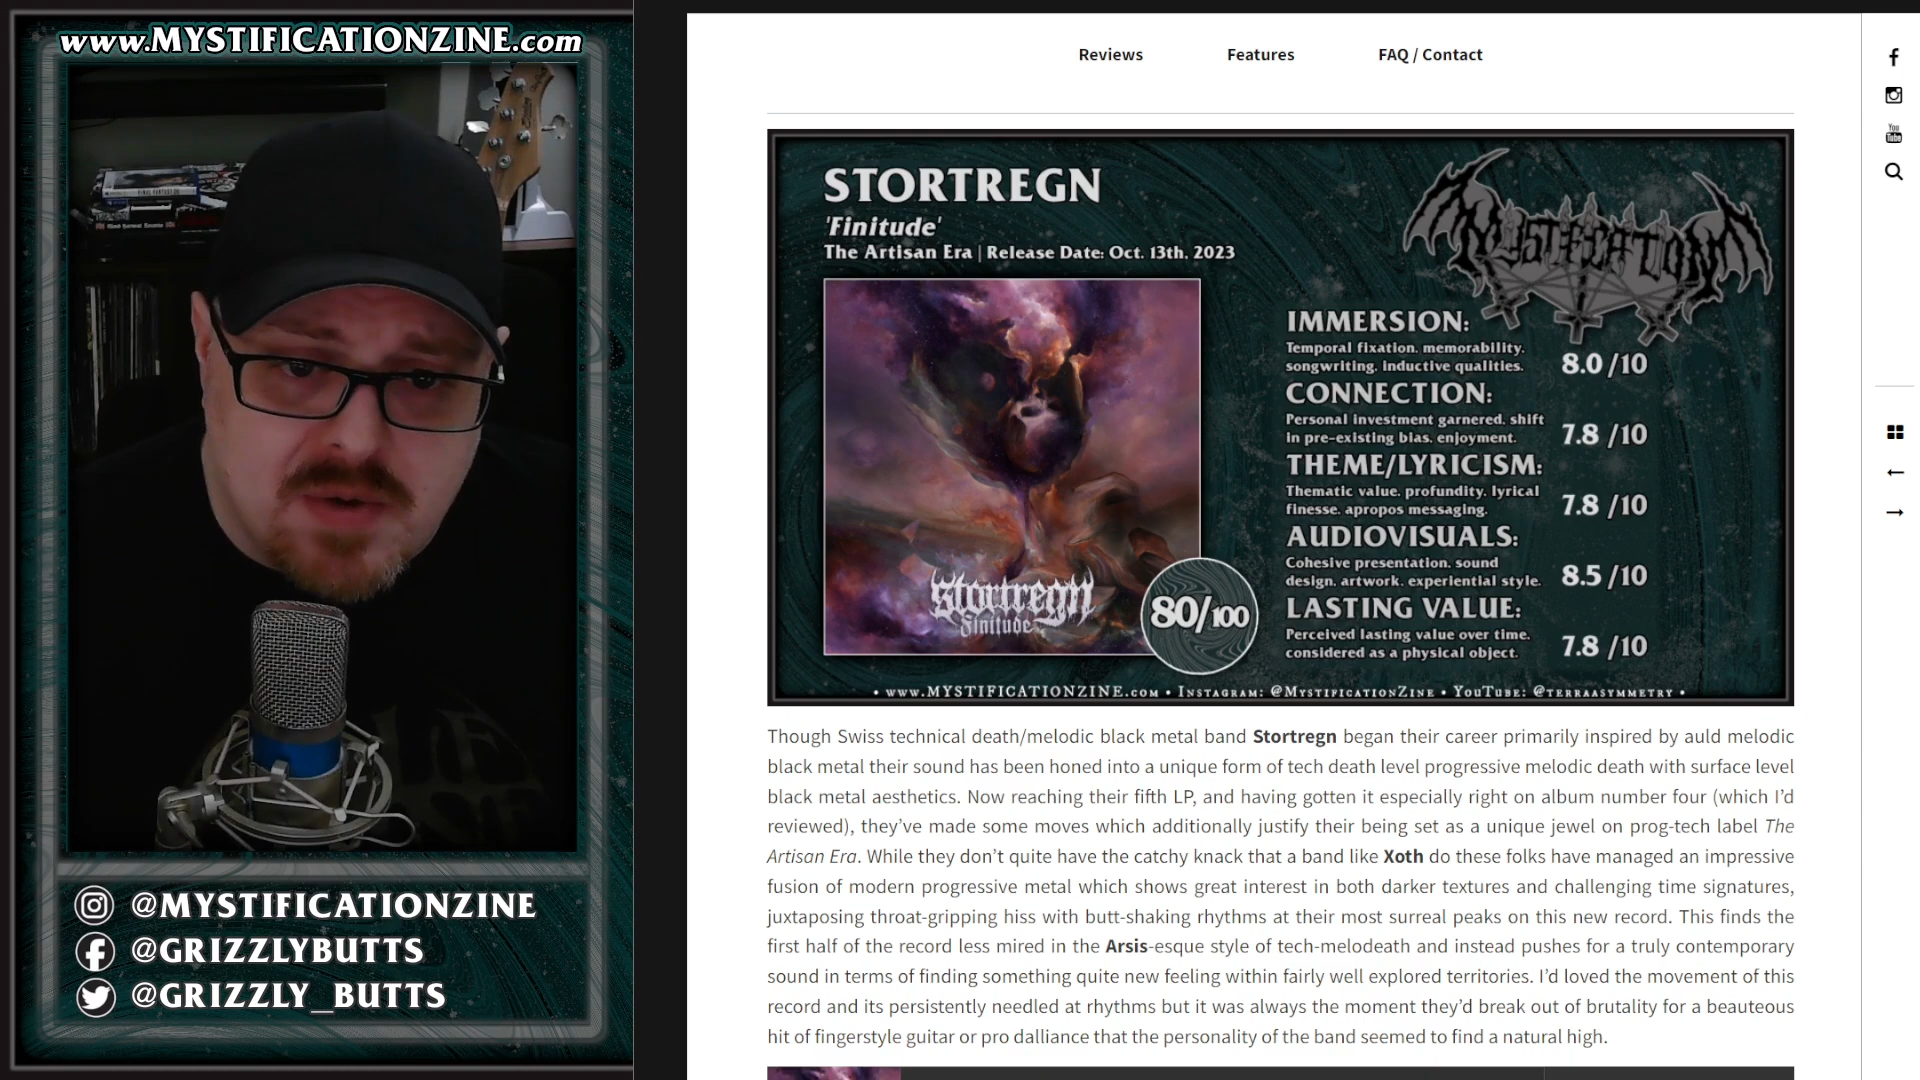 www.MYSTIFICATIONZINE.com
FINAL FANTASY
@MYSTIFICATIONZINE
@GRIZZLYBUTTS
@GRIZZLY_BUTTS
Reviews Features FAQ / Contact
STORTREGN
'Finitude'
The Artisan Era | Release Date: Oct. 13th, 2023
MYSTIFICATION
stortregn
Finitude
80/100
IMMERSION:
Temporal fixation, memorability,
songwriting, inductive qualities.
8.0 /10
CONNECTION:
Personal investment garnered, shift
in pre-existing bias, enjoyment.
7.8 /10
THEME/LYRICISM:
Thematic value, profundity, lyrical
finesse, apropos messaging.
7.8 /10
AUDIOVISUALS:
Cohesive presentation, sound
design, artwork, experiential style.
8.5 /10
LASTING VALUE:
Perceived lasting value over time,
considered as a physical object.
7.8 /10
• www.MYSTIFICATIONZINE.com • Instagram: @MystificationZine • YouTube: @terraasymmetry •
Though Swiss technical death/melodic black metal band Stortregn began their career primarily inspired by auld melodic
black metal their sound has been honed into a unique form of tech death level progressive melodic death with surface level
black metal aesthetics. Now reaching their fifth LP, and having gotten it especially right on album number four (which I’d
reviewed), they’ve made some moves which additionally justify their being set as a unique jewel on prog-tech label The
Artisan Era. While they don’t quite have the catchy knack that a band like Xoth do these folks have managed an impressive
fusion of modern progressive metal which shows great interest in both darker textures and challenging time signatures,
juxtaposing throat-gripping hiss with butt-shaking rhythms at their most surreal peaks on this new record. This finds the
first half of the record less mired in the Arsis-esque style of tech-melodeath and instead pushes for a truly contemporary
sound in terms of finding something quite new feeling within fairly well explored territories. I’d loved the movement of this
record and its persistently needled at rhythms but it was always the moment they’d break out of brutality for a beauteous
hit of fingerstyle guitar or pro dalliance that the personality of the band seemed to find a natural high.
You
Tube